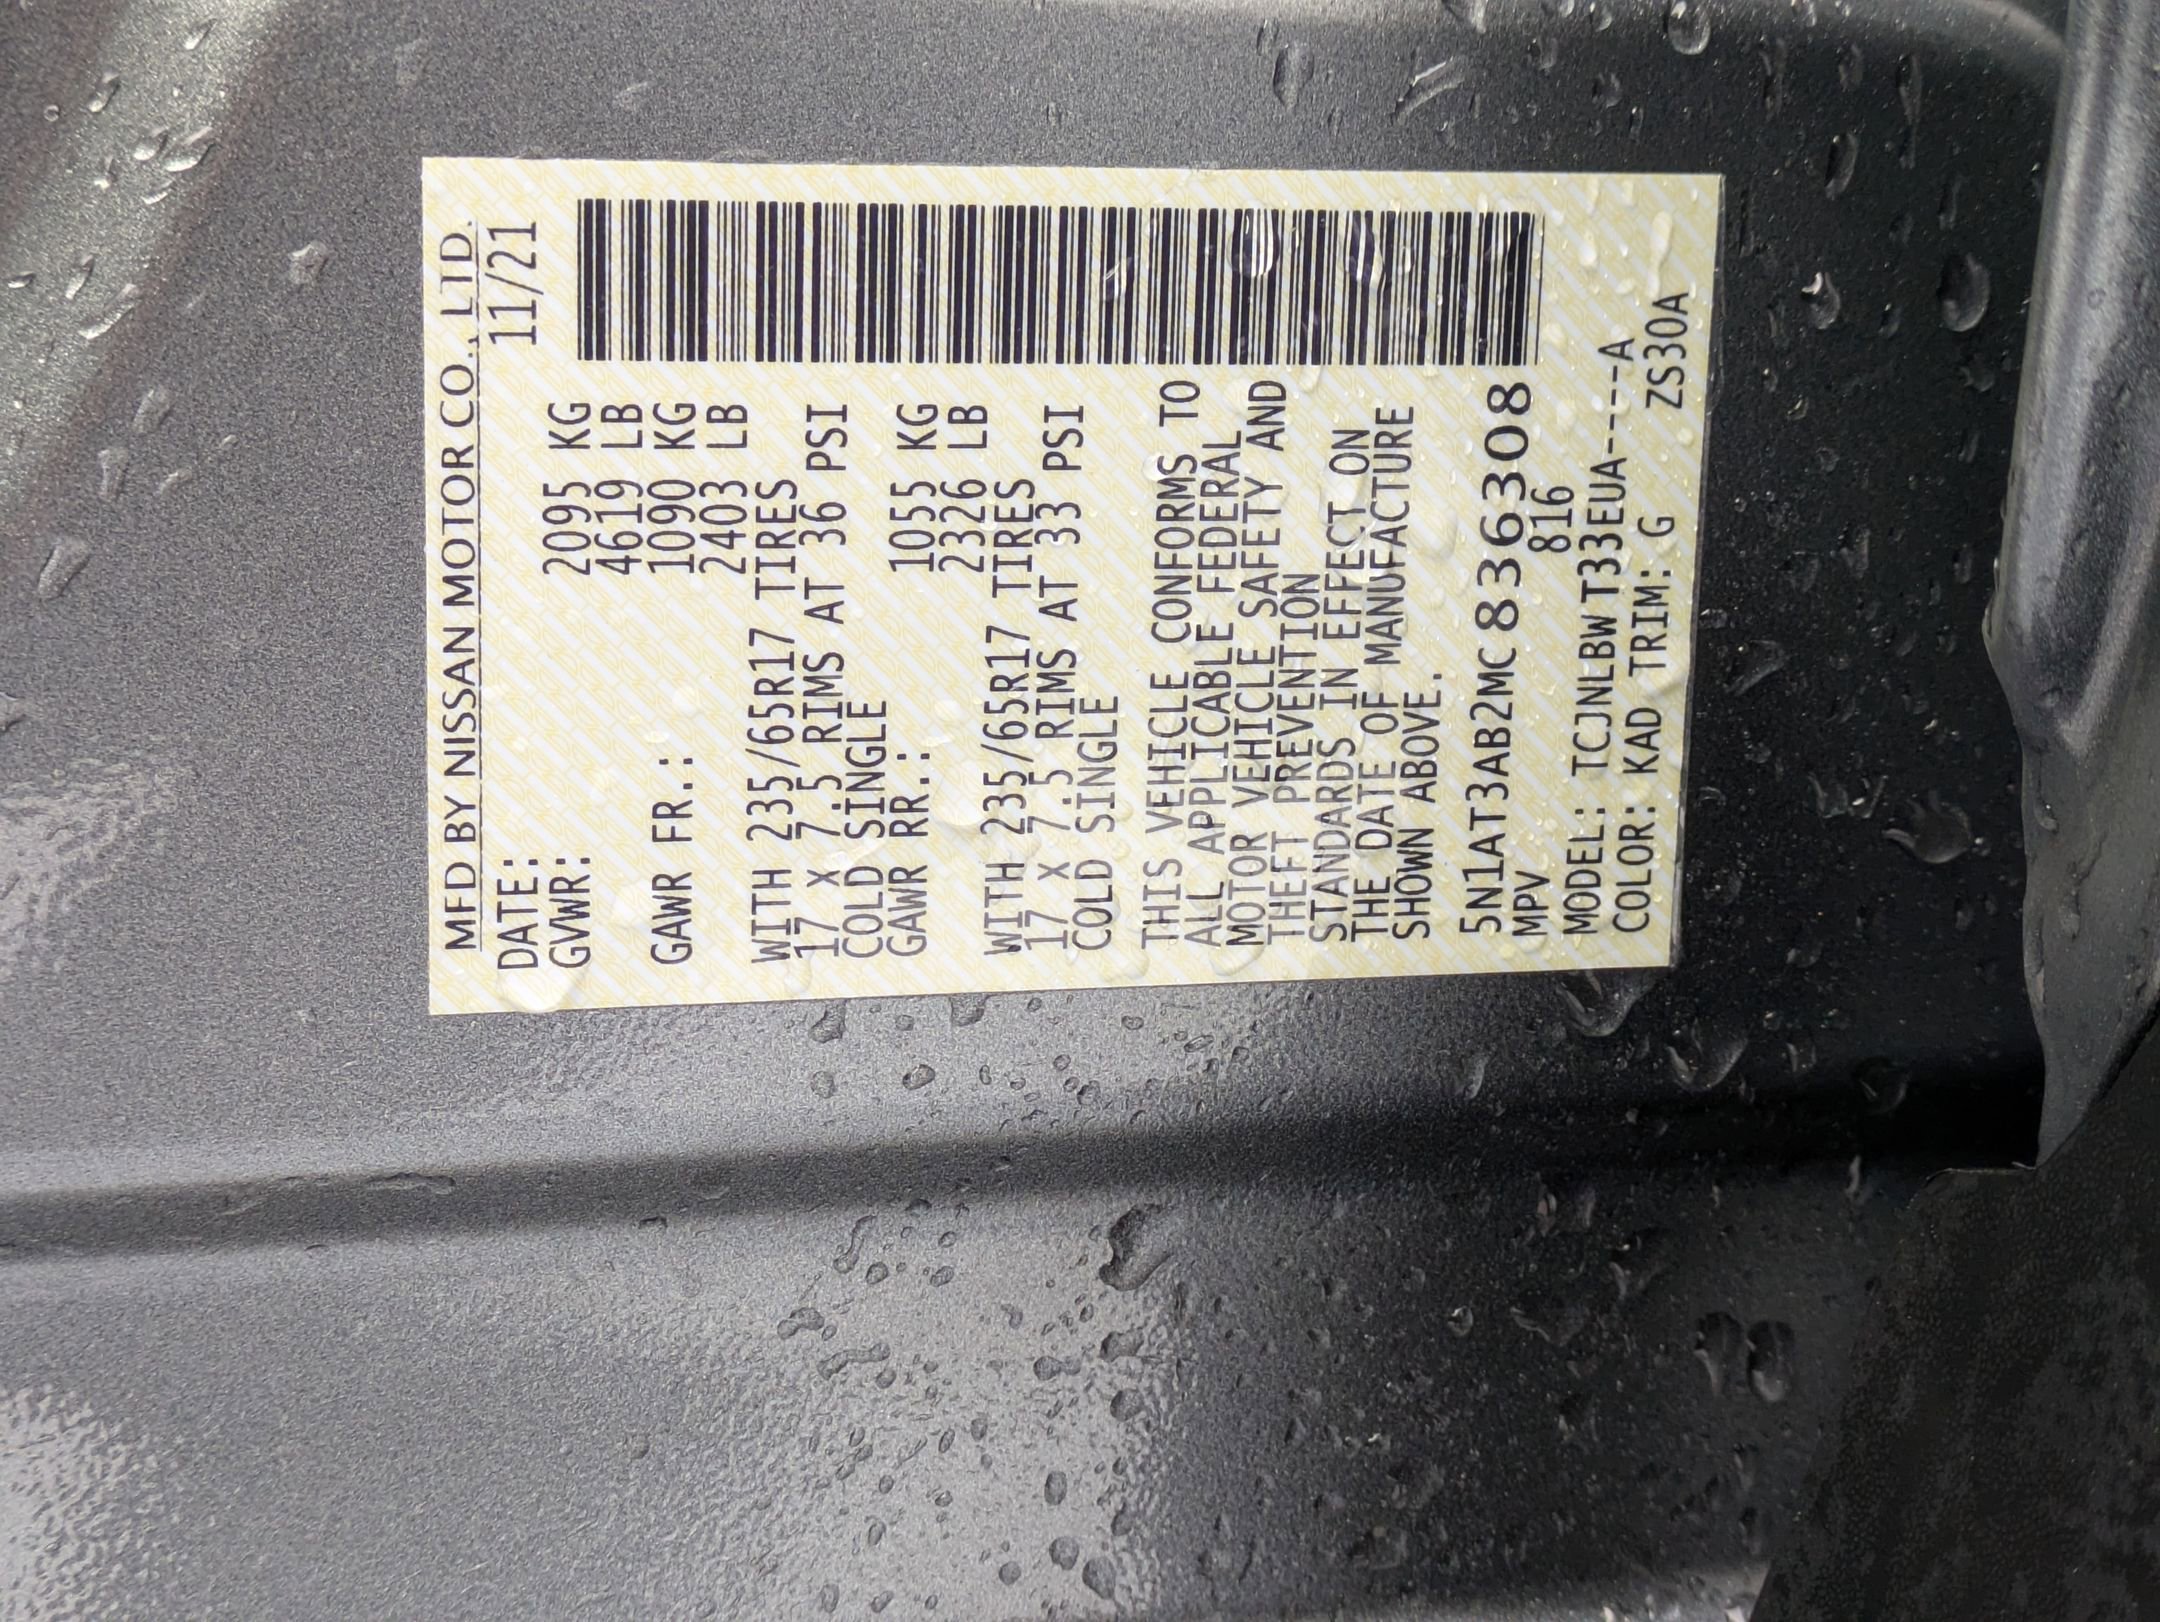 MFD BY NISSAN MOTOR CO., LTD.
DATE: 11/21
GVWR: 2095 KG
4619 LB
GAWR FR.: 1090 KG
2403 LB
WITH 235/65R17 TIRES
17 X 7.5 RIMS AT 36 PSI
COLD SINGLE
GAWR RR.: 1055 KG
2326 LB
WITH 235/65R17 TIRES
17 X 7.5 RIMS AT 33 PSI
COLD SINGLE
THIS VEHICLE CONFORMS TO
ALL APPLICABLE FEDERAL
MOTOR VEHICLE SAFETY AND
THEFT PREVENTION
STANDARDS IN EFFECT ON
THE DATE OF MANUFACTURE
SHOWN ABOVE.
5N1AT3AB2MC836308
MPV 816
MODEL: TCJNLBWT33EUA----A
COLOR: KAD TRIM: G ZS30A